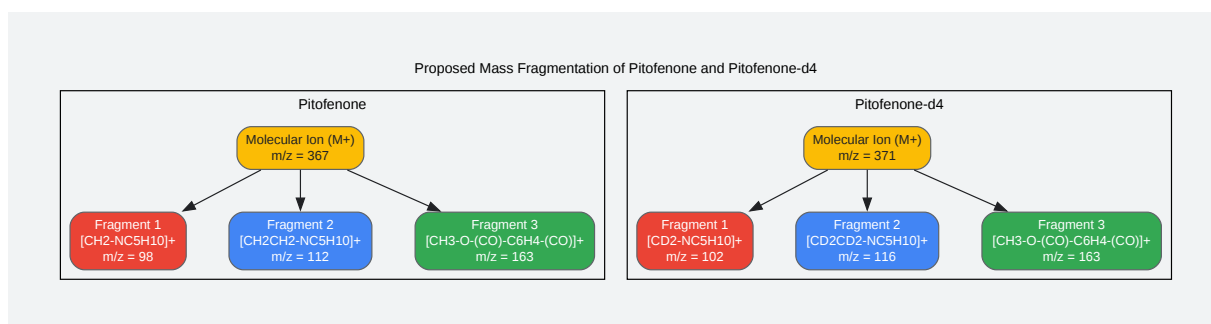 Proposed Mass Fragmentation of Pitofenone and Pitofenone-d4
Pitofenone
Molecular Ion (M+)
m/z = 367
Fragment 1
[CH2-NC5H10]+
m/z = 98
Fragment 2
[CH2CH2-NC5H10]+
m/z = 112
Fragment 3
[CH3-O-(CO)-C6H4-(CO)]+
m/z = 163
Pitofenone-d4
Molecular Ion (M+)
m/z = 371
Fragment 1
[CD2-NC5H10]+
m/z = 102
Fragment 2
[CD2CD2-NC5H10]+
m/z = 116
Fragment 3
[CH3-O-(CO)-C6H4-(CO)]+
m/z = 163